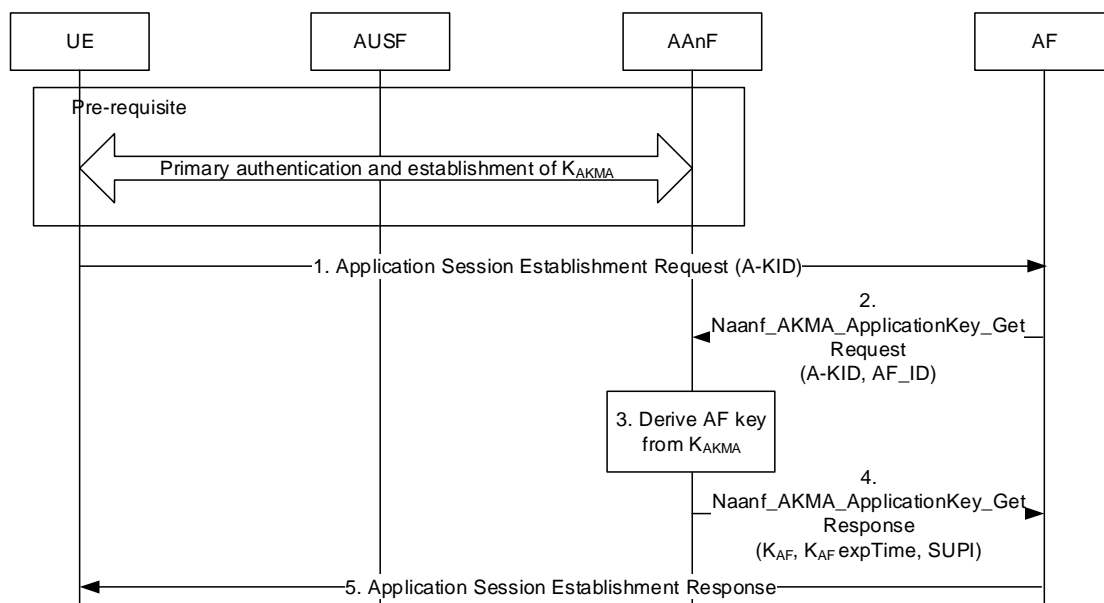 UE
AUSF
AAnF
AF
Pre-requisite
Primary authentication and establishment of KAKMA
1. Application Session Establishment Request (A-KID)
2.
Naanf_AKMA_ApplicationKey_Get
Request
(A-KID, AF_ID)
3. Derive AF key
from KAKMA
4.
Naanf_AKMA_ApplicationKey_Get
Response
(KAF, KAF expTime, SUPI)
5. Application Session Establishment Response